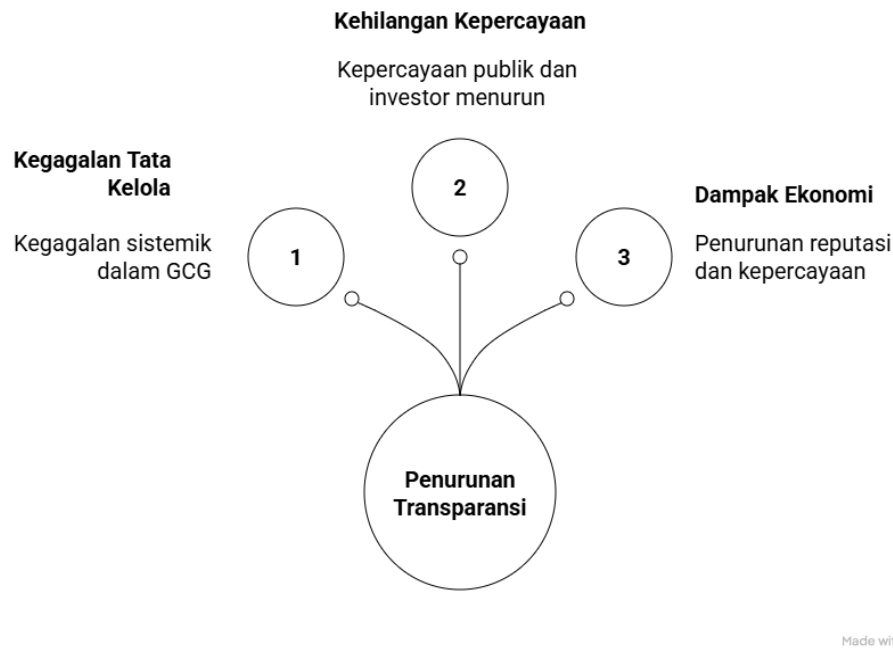 Kehilangan Kepercayaan
Kepercayaan publik dan
investor menurun
Kegagalan Tata
Kelola
Kegagalan sistemik
dalam GCG
1
2
3
Dampak Ekonomi
Penurunan reputasi
dan kepercayaan
Penurunan
Transparansi
Made